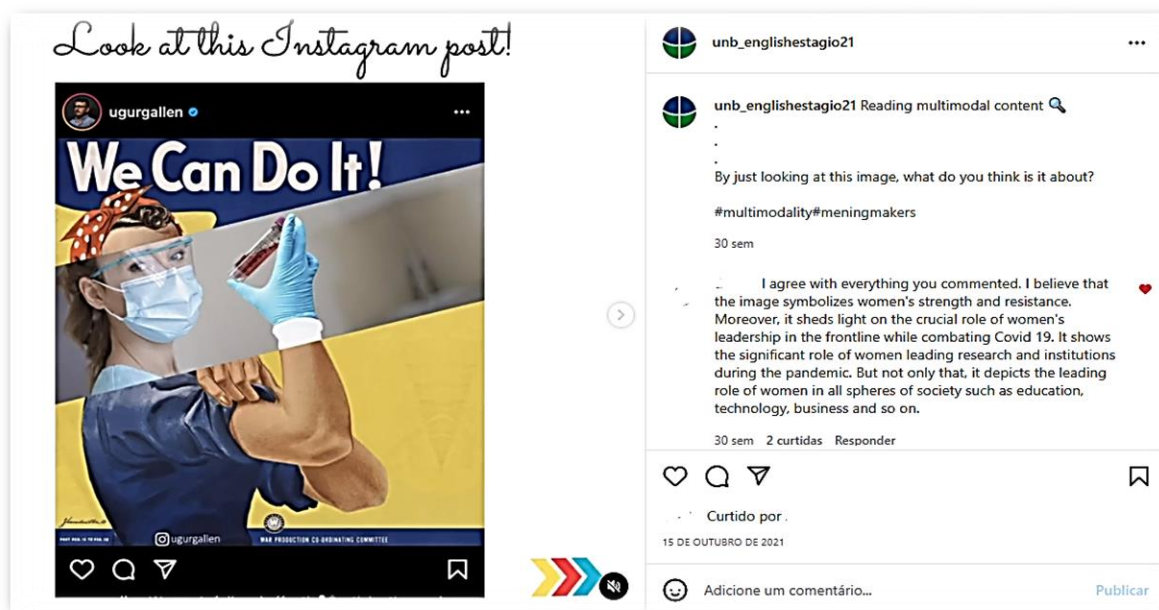 Look at this Instagram post!
ugurgallen
We Can Do It!
ugurgallen
WAR PRODUCTION CO-ORDINATING COMMITTEE
unb_englishestagio21
unb_englishestagio21 Reading multimodal content
.
.
.
By just looking at this image, what do you think is it about?
#multimodality#meningmakers
30 sem
I agree with everything you commented. I believe that
the image symbolizes women's strength and resistance.
Moreover, it sheds light on the crucial role of women's
leadership in the frontline while combating Covid 19. It shows
the significant role of women leading research and institutions
during the pandemic. But not only that, it depicts the leading
role of women in all spheres of society such as education,
technology, business and so on.
30 sem 2 curtidas Responder
Curtido por
15 DE OUTUBRO DE 2021
Adicione um comentário... Publicar